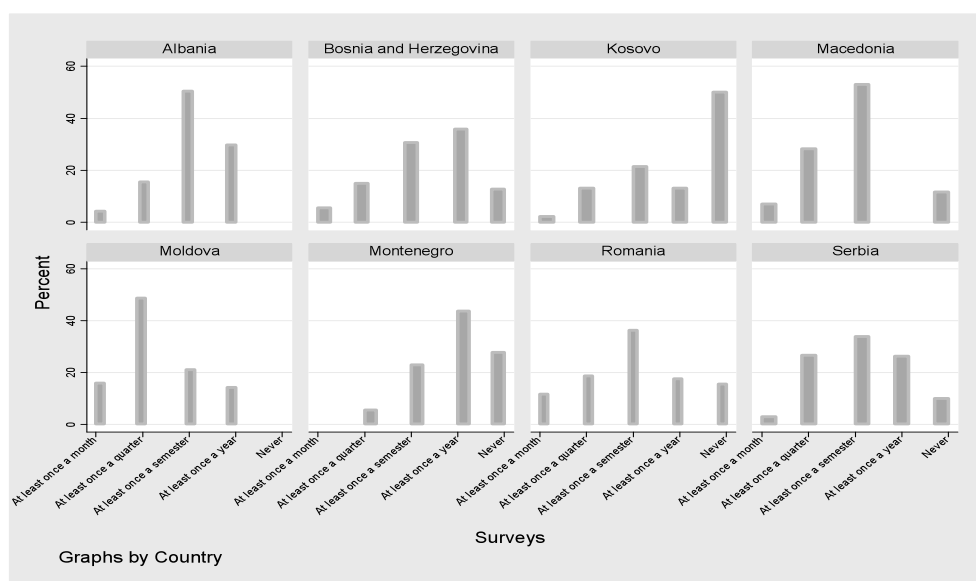 Albania
Bosnia and Herzegovina
Kosovo
Macedonia
60
40
20
0
Percent
Moldova
Montenegro
Romania
Serbia
60
40
20
0
At least once a month
At least once a quarter
At least once a semester
At least once a year
Never
At least once a month
At least once a quarter
At least once a semester
At least once a year
Never
At least once a month
At least once a quarter
At least once a semester
At least once a year
Never
At least once a month
At least once a quarter
At least once a semester
At least once a year
Never
Surveys
Graphs by Country